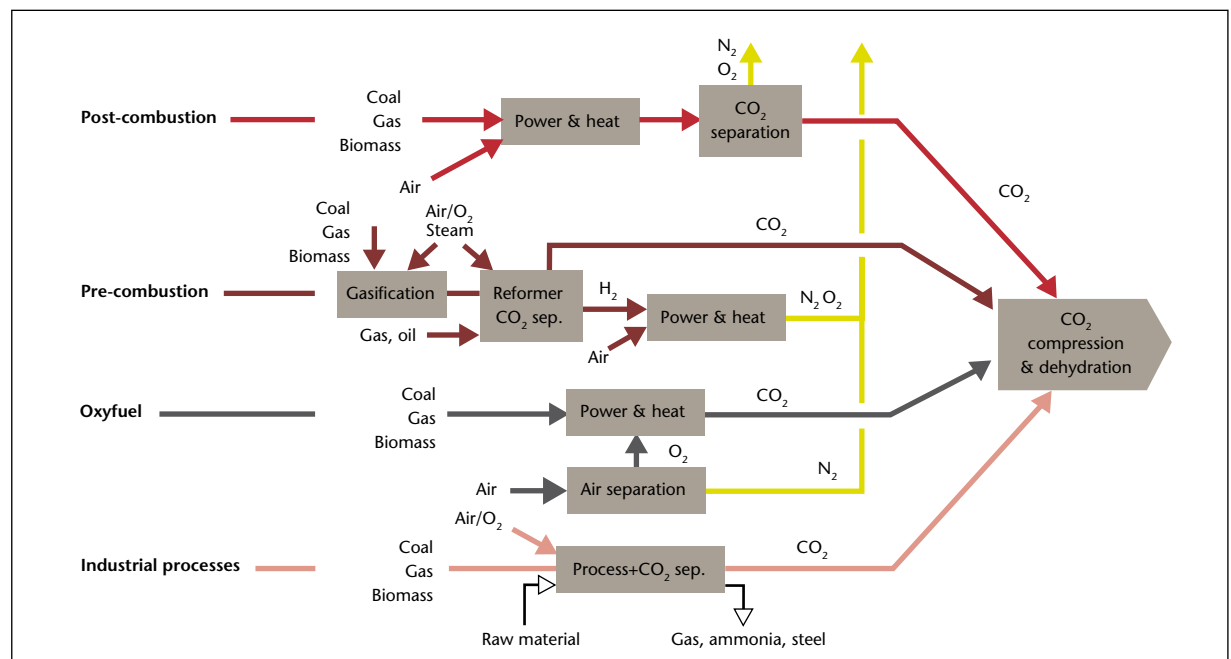 N₂
O₂
Post-combustion
Coal
Gas
Biomass
Air
Power & heat
CO₂
separation
CO₂
Pre-combustion
Coal
Gas
Biomass
Air/O₂
Steam
Gasification
Gas, oil
Reformer
CO₂ sep.
H₂
Air
Power & heat
N₂ O₂
CO₂
CO₂
compression
& dehydration
Oxyfuel
Coal
Gas
Biomass
Power & heat
CO₂
O₂
Air
Air separation
N₂
Industrial processes
Coal
Gas
Biomass
Air/O₂
Process+CO₂ sep.
CO₂
Raw material
Gas, ammonia, steel